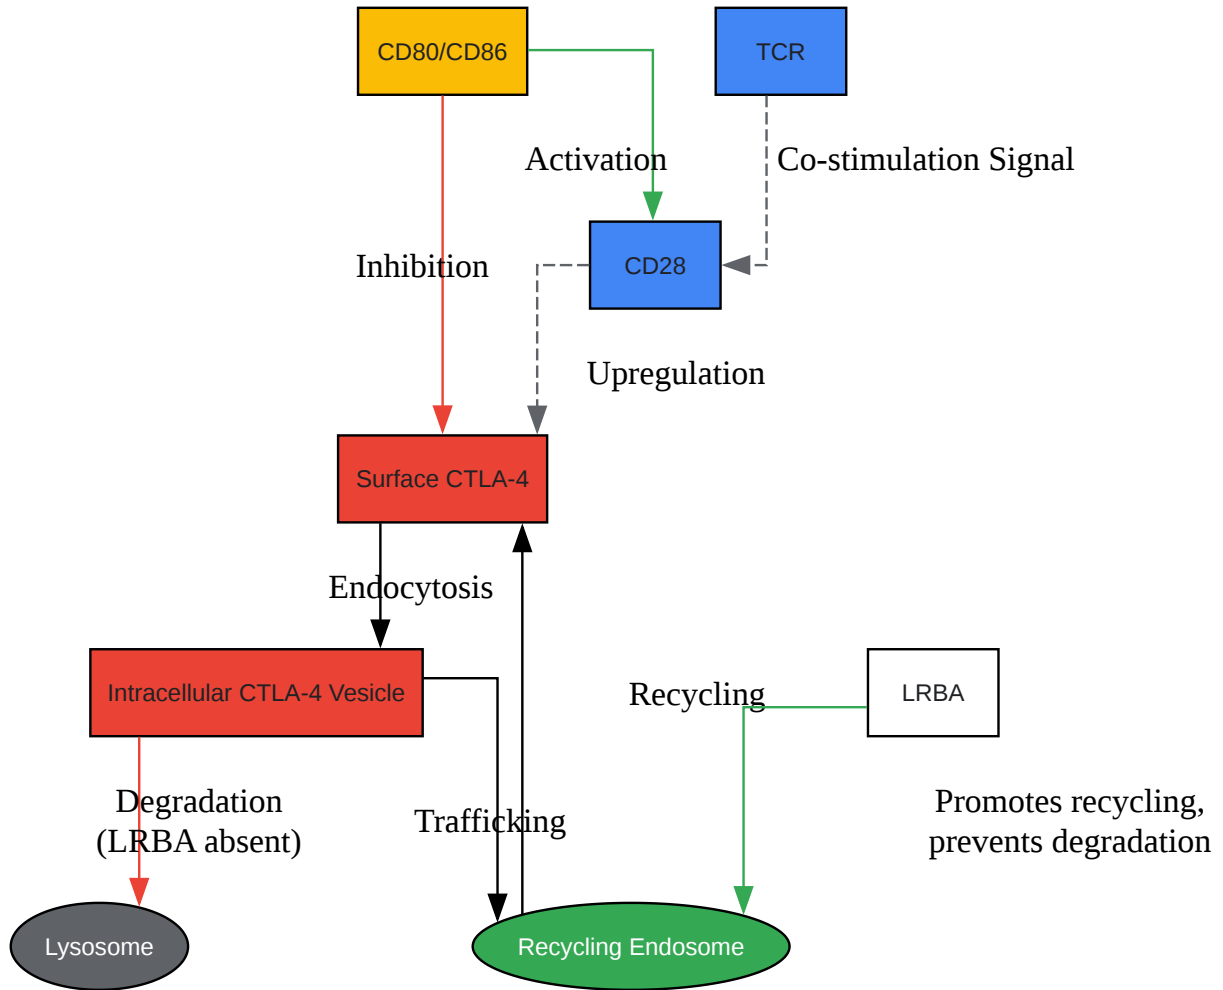 CD80/CD86
TCR
Activation
Co-stimulation Signal
Inhibition
CD28
Upregulation
Surface CTLA-4
Endocytosis
Intracellular CTLA-4 Vesicle
Recycling
LRBA
Degradation
(LRBA absent)
Trafficking
Promotes recycling,
prevents degradation
Lysosome
Recycling Endosome